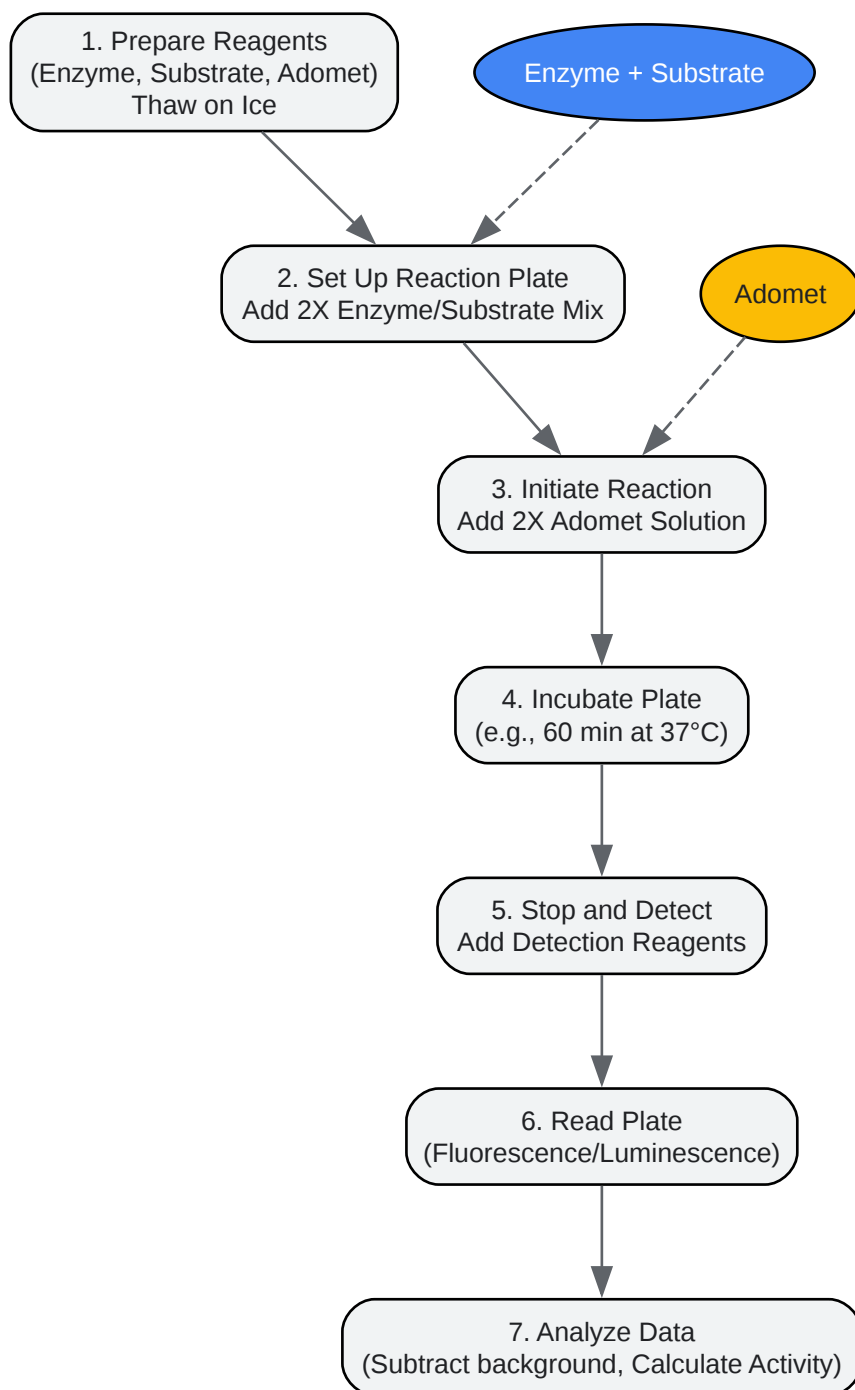 1. Prepare Reagents
(Enzyme, Substrate, Adomet)
Thaw on Ice
Enzyme + Substrate
2. Set Up Reaction Plate
Add 2X Enzyme/Substrate Mix
Adomet
3. Initiate Reaction
Add 2X Adomet Solution
4. Incubate Plate
(e.g., 60 min at 37°C)
5. Stop and Detect
Add Detection Reagents
6. Read Plate
(Fluorescence/Luminescence)
7. Analyze Data
(Subtract background, Calculate Activity)